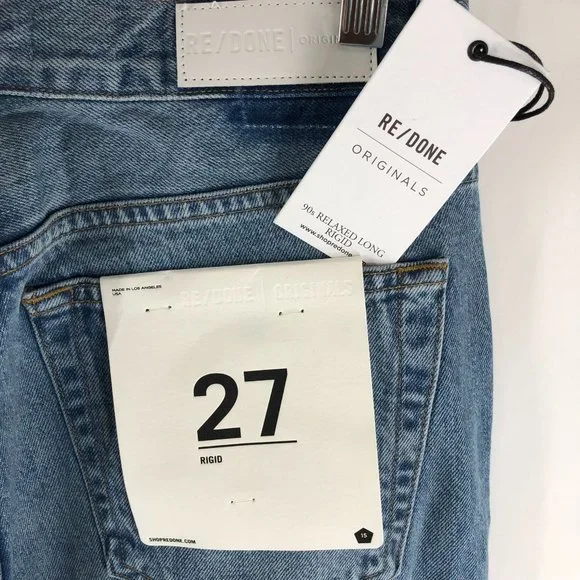 RE/DONE | ORIGINALS
RE/DONE
ORIGINALS
90s RELAXED LONG
RIGID
www.shopredone.
MADE IN LOS ANGELES
USA
RE/DONE | ORIGINALS
27
RIGID
SHOPREDONE.COM
15